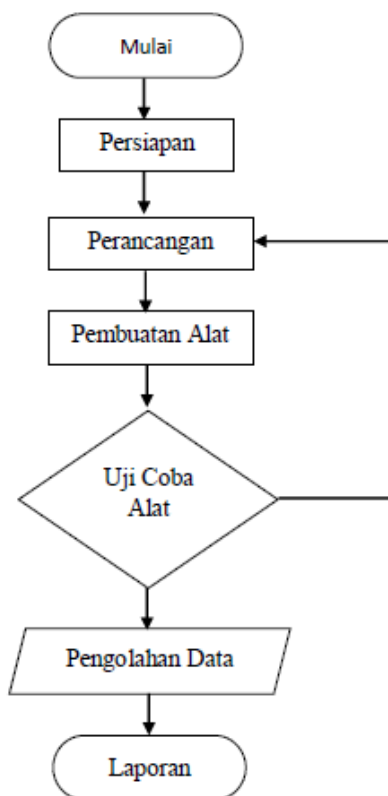 Mulai
Persiapan
Perancangan
Pembuatan Alat
Uji Coba
Alat
Pengolahan Data
Laporan